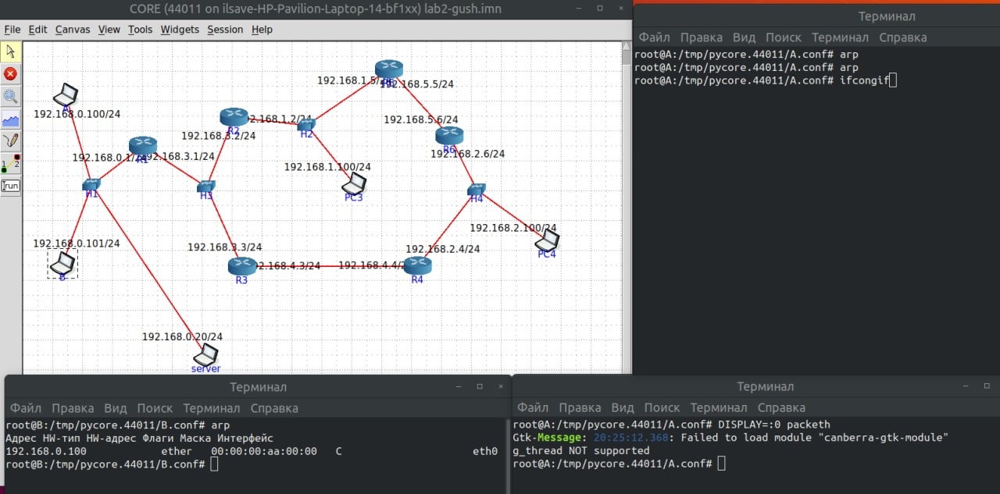 CORE (44011 on ilsave-HP-Pavilion-Laptop-14-bf1xx) lab2-gush.imn
File Edit Canvas View Tools Widgets Session Help
A
192.168.0.100/24
192.168.0.1/24
R1
192.168.3.1/24
R2
192.168.3.2/24
2.168.1.2/24
H2
192.168.1.5/24
192.168.5.5/24
192.168.5.6/24
R6
192.168.2.6/24
192.168.1.100/24
PC3
H1
H3
H4
192.168.2.100/24
PC4
192.168.0.101/24
B
192.168.3.3/24
R3
2.168.4.3/24
192.168.4.4/2
192.168.2.4/24
R4
192.168.0.20/24
server
1 2
run
Терминал
Файл Правка Вид Поиск Терминал Справка
root@A:/tmp/pycore.44011/A.conf# arp
root@A:/tmp/pycore.44011/A.conf# arp
root@A:/tmp/pycore.44011/A.conf# ifcongif
Терминал
Файл Правка Вид Поиск Терминал Справка
root@B:/tmp/pycore.44011/B.conf# arp
Адрес HW-тип HW-адрес Флаги Маска Интерфейс
192.168.0.100 ether 00:00:00:aa:00:00 C eth0
root@B:/tmp/pycore.44011/B.conf#
Терминал
Файл Правка Вид Поиск Терминал Справка
root@A:/tmp/pycore.44011/A.conf# DISPLAY=:0 packeth
Gtk-Message: 20:25:12.368: Failed to load module "canberra-gtk-module"
g_thread NOT supported
root@A:/tmp/pycore.44011/A.conf#